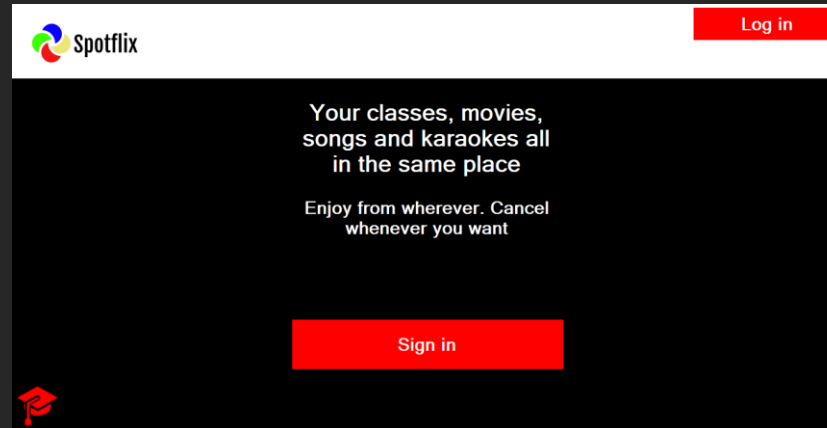 Spotflix
Log in
Your classes, movies,
songs and karaokes all
in the same place
Enjoy from wherever. Cancel
whenever you want
Sign in